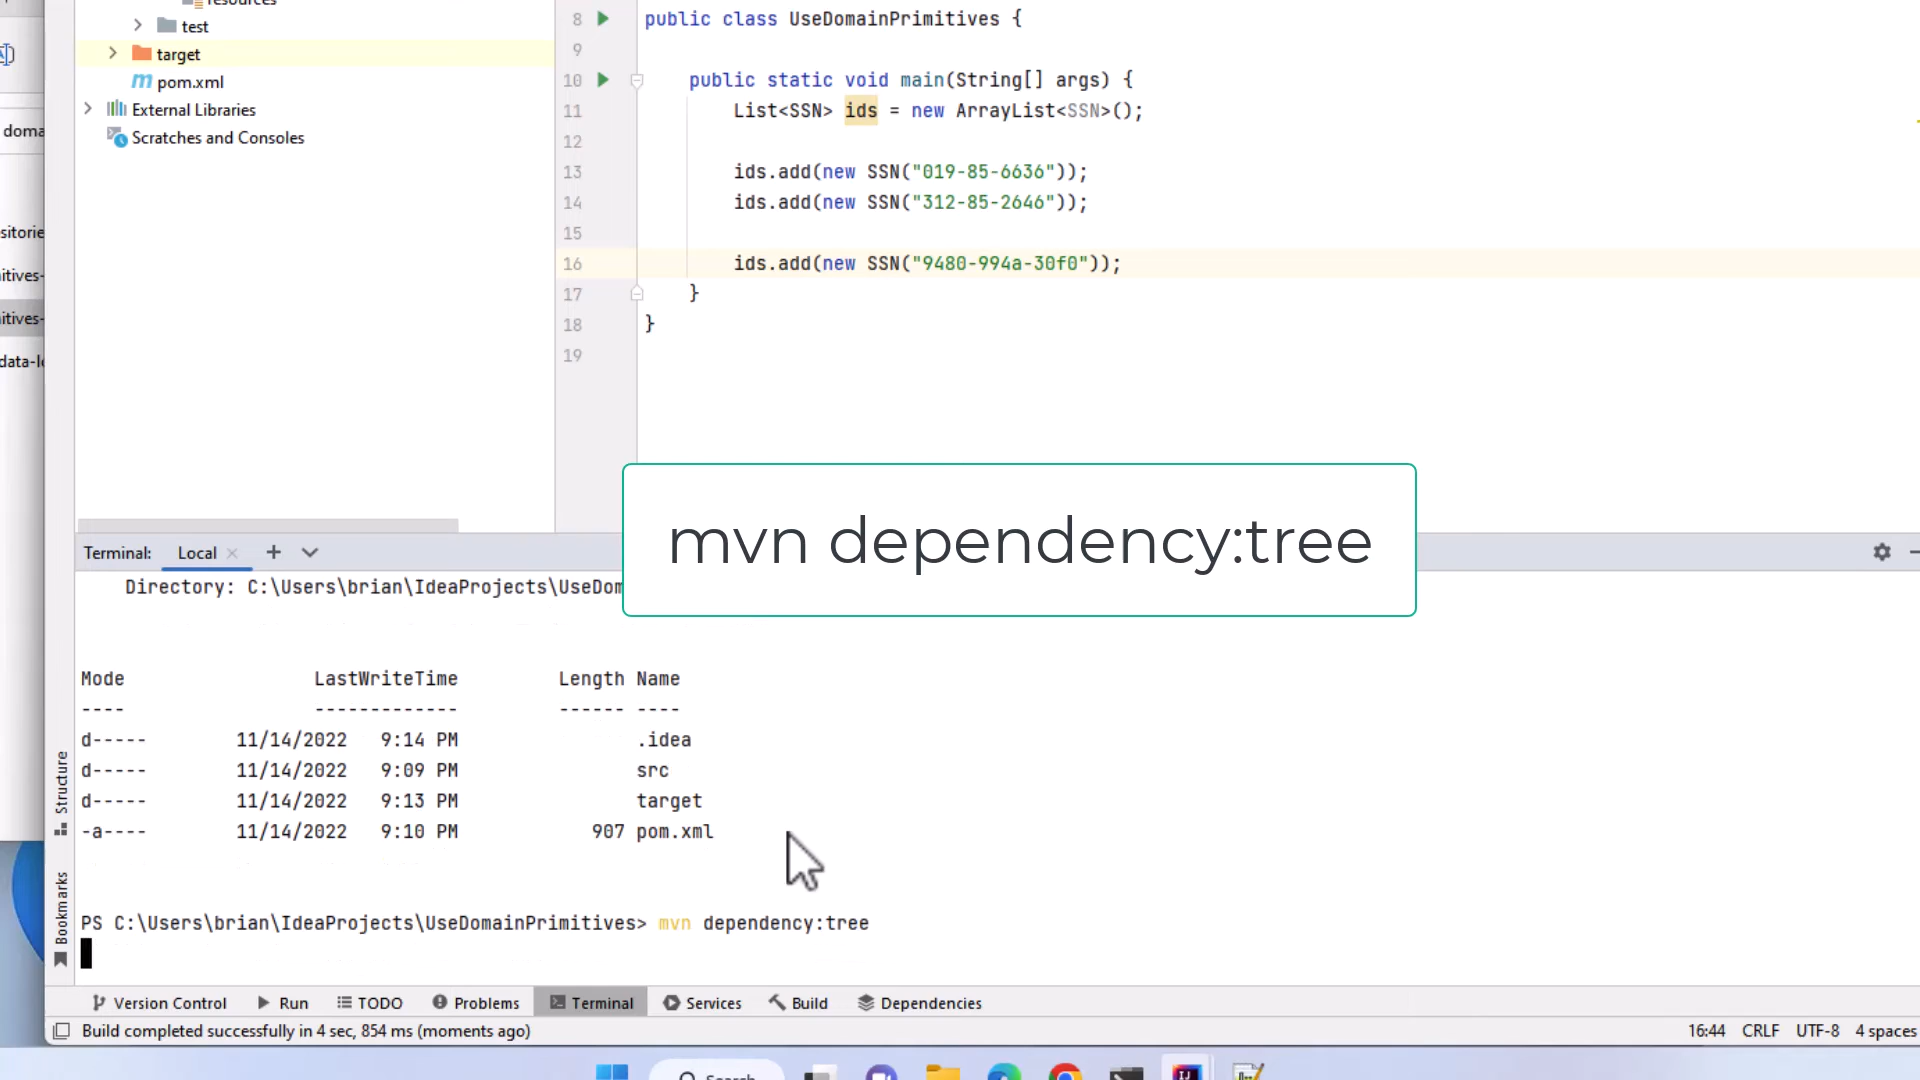 resources
test
target
pom.xml
External Libraries
Scratches and Consoles
doma
sitorie
itives-
itives-
data-lo
8 public class UseDomainPrimitives {
9
10 public static void main(String[] args) {
11 List<SSN> ids = new ArrayList<SSN>();
12
13 ids.add(new SSN("019-85-6636"));
14 ids.add(new SSN("312-85-2646"));
15
16 ids.add(new SSN("9480-994a-30f0"));
17 }
18 }
19
mvn dependency:tree
Terminal: Local
Directory: C:\Users\brian\IdeaProjects\UseDom
Mode LastWriteTime Length Name
---- ------------- ------ ----
d----- 11/14/2022 9:14 PM .idea
d----- 11/14/2022 9:09 PM src
d----- 11/14/2022 9:13 PM target
-a---- 11/14/2022 9:10 PM 907 pom.xml
PS C:\Users\brian\IdeaProjects\UseDomainPrimitives> mvn dependency:tree
Structure
Bookmarks
Version Control Run TODO Problems Terminal Services Build Dependencies
Build completed successfully in 4 sec, 854 ms (moments ago) 16:44 CRLF UTF-8 4 spaces
Search